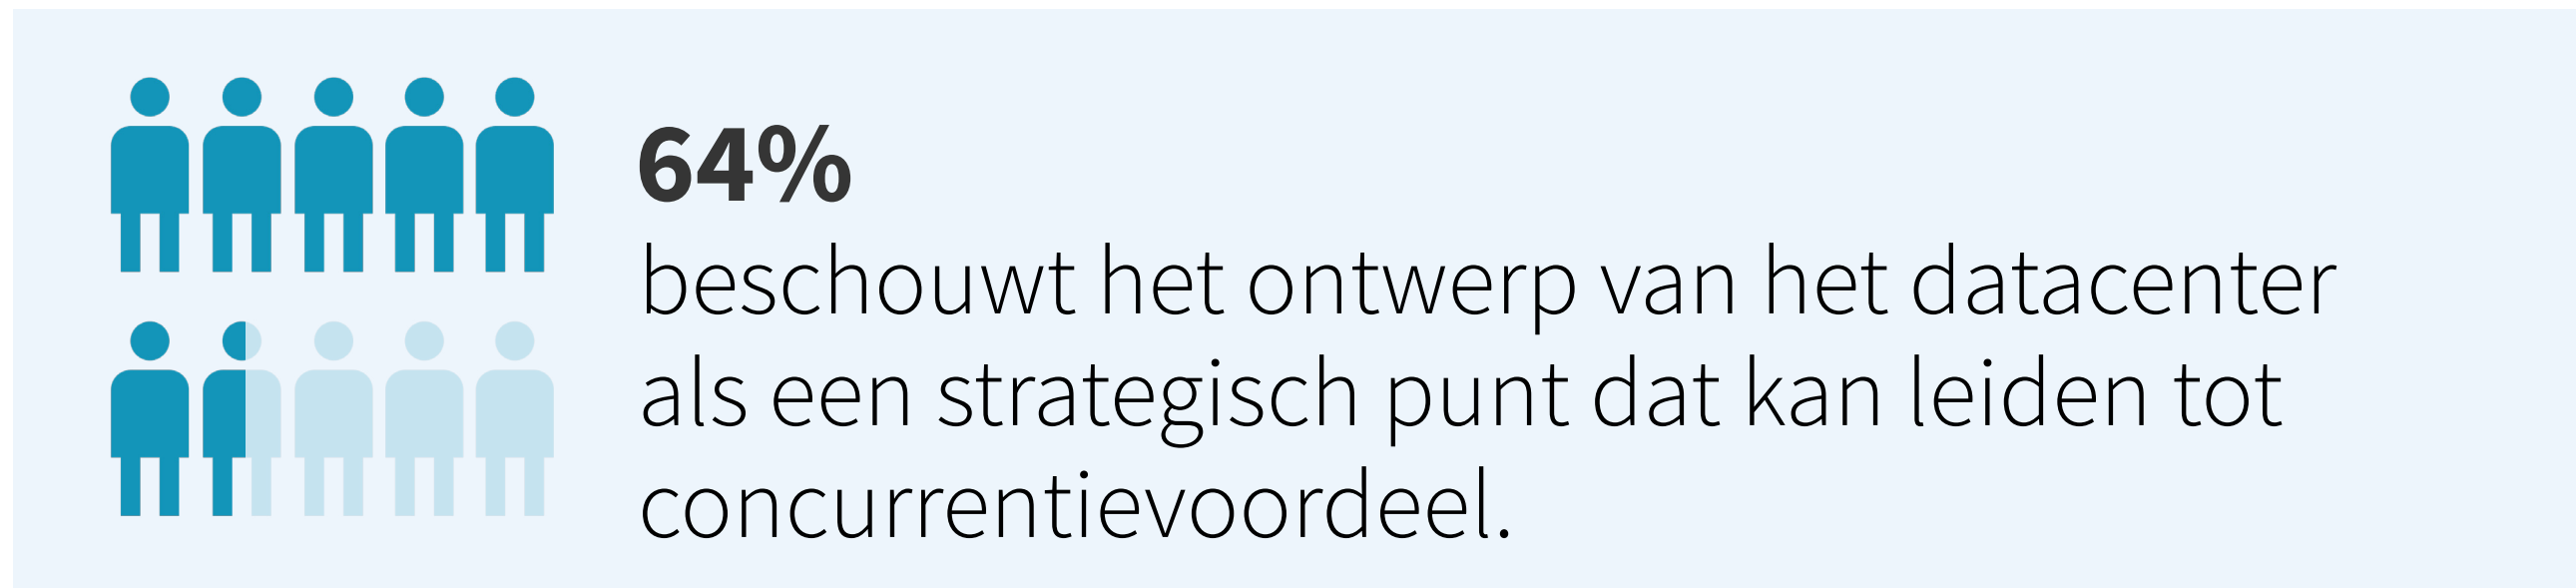 64%
beschouwt het ontwerp van het datacenter
als een strategisch punt dat kan leiden tot
concurrentievoordeel.